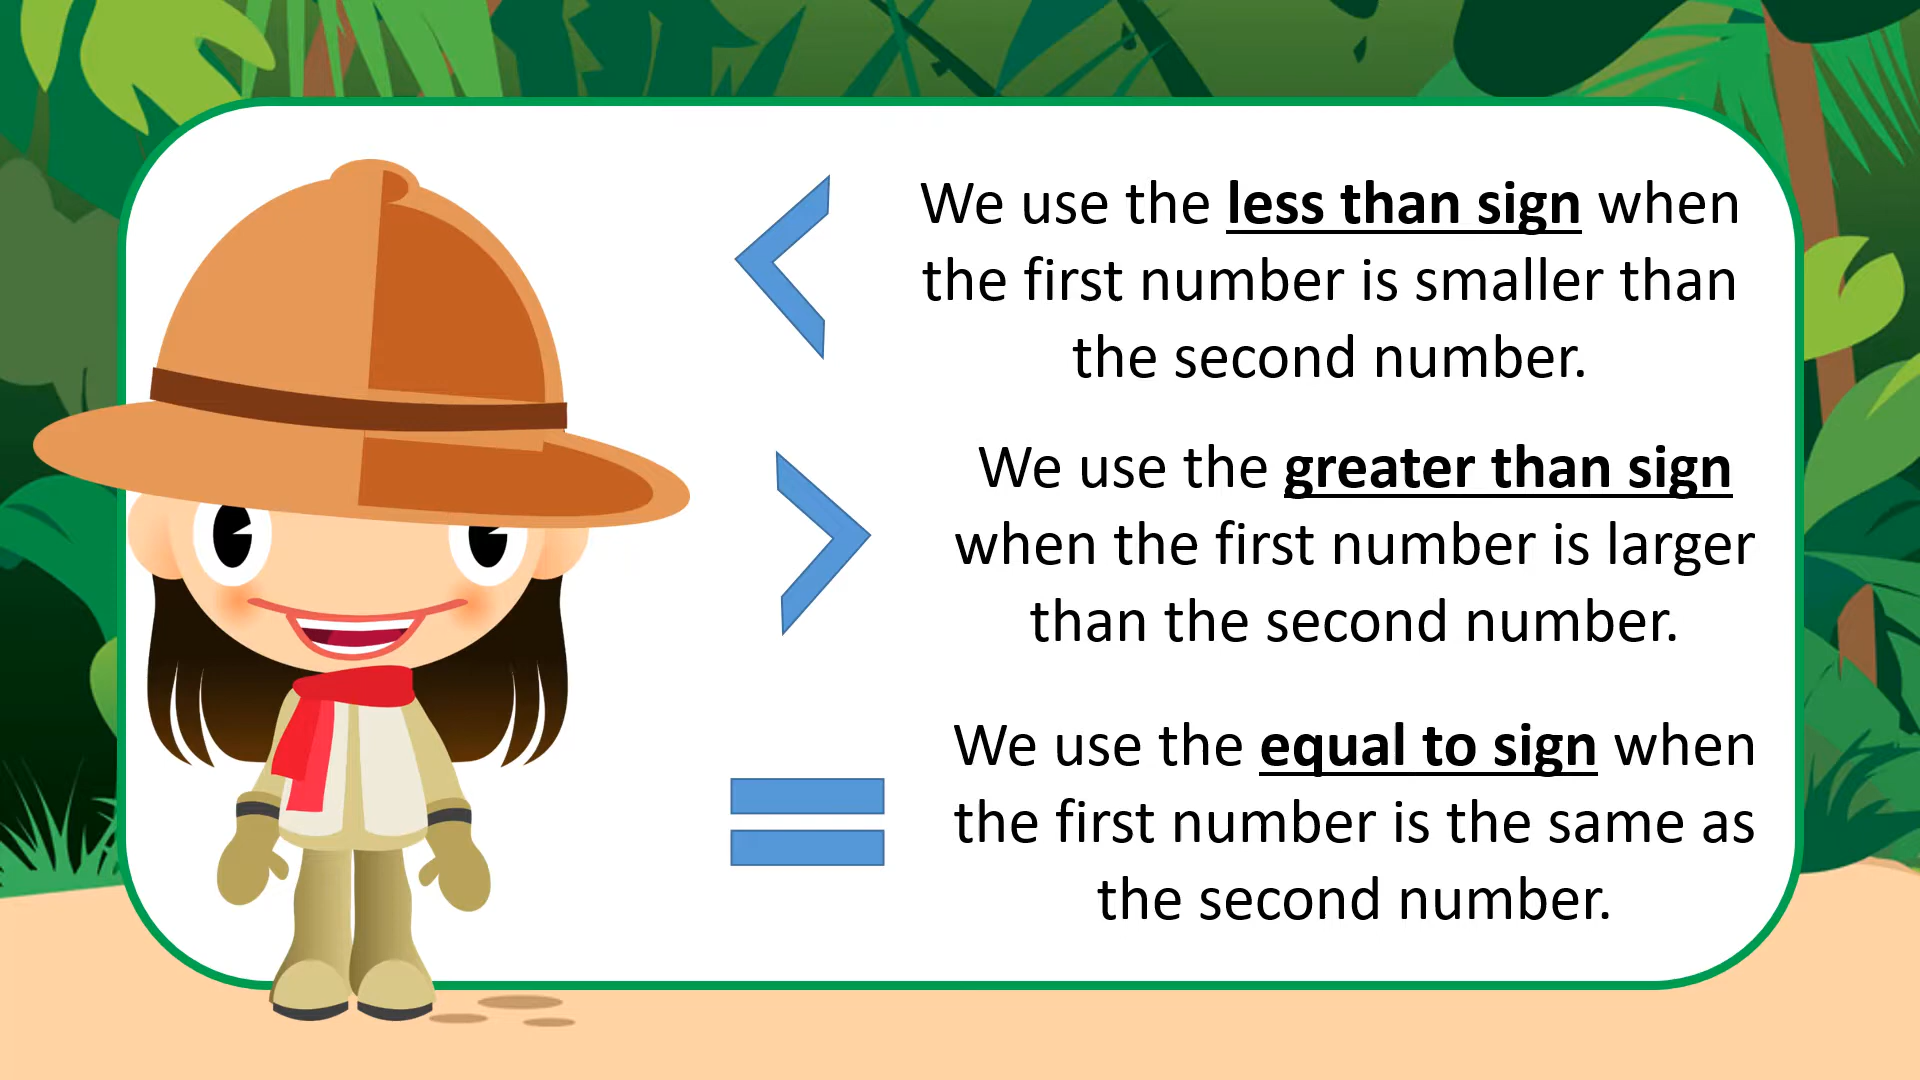 We use the less than sign when
the first number is smaller than
the second number.
We use the greater than sign
when the first number is larger
than the second number.
We use the equal to sign when
the first number is the same as
the second number.